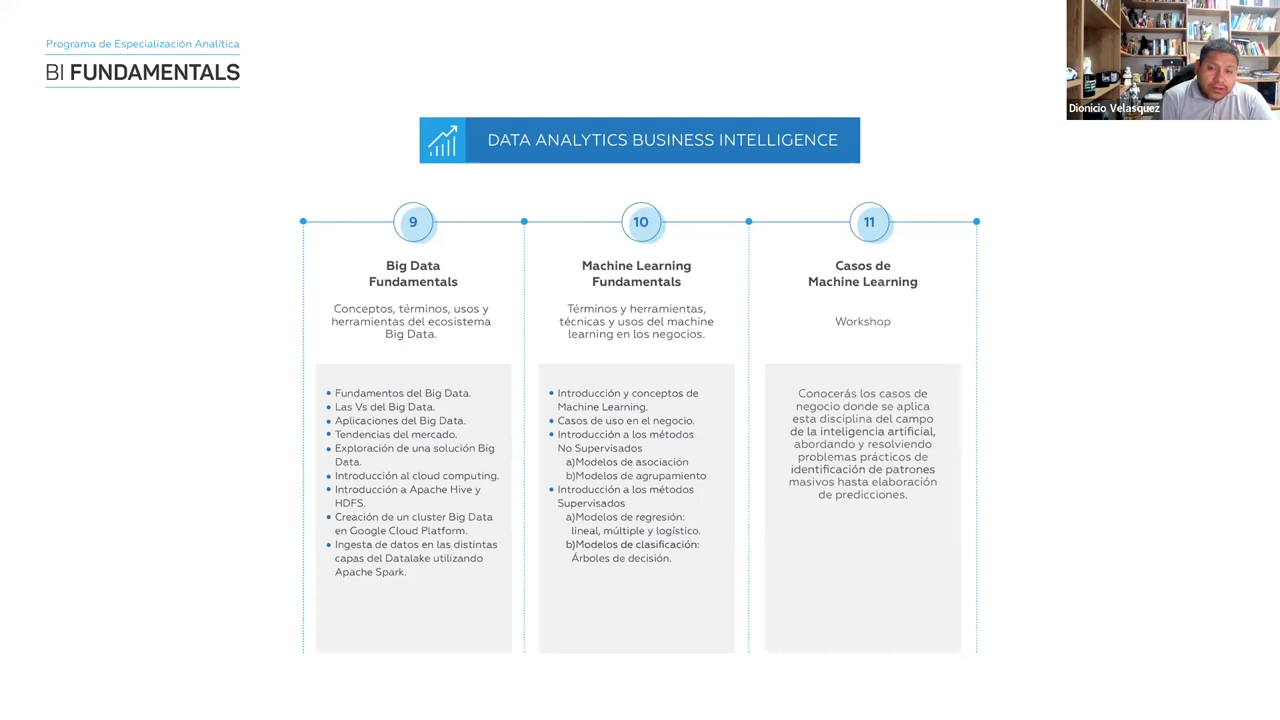 Programa de Especialización Analítica
BI FUNDAMENTALS
Dionicio Velasquez
DATA ANALYTICS BUSINESS INTELLIGENCE
9
Big Data
Fundamentals
Conceptos, términos, usos y
herramientas del ecosistema
Big Data.
• Fundamentos del Big Data.
• Las Vs del Big Data.
• Aplicaciones del Big Data.
• Tendencias del mercado.
• Exploración de una solución Big
Data.
• Introducción al cloud computing.
• Introducción a Apache Hive y
HDFS.
• Creación de un cluster Big Data
en Google Cloud Platform.
• Ingesta de datos en las distintas
capas del Datalake utilizando
Apache Spark.
10
Machine Learning
Fundamentals
Términos y herramientas,
técnicas y usos del machine
learning en los negocios.
• Introducción y conceptos de
Machine Learning.
• Casos de uso en el negocio.
• Introducción a los métodos
No Supervisados
a)Modelos de asociación
b)Modelos de agrupamiento
• Introducción a los métodos
Supervisados
a)Modelos de regresión:
lineal, múltiple y logístico.
b)Modelos de clasificación:
Árboles de decisión.
11
Casos de
Machine Learning
Workshop
Conocerás los casos de
negocio donde se aplica
esta disciplina del campo
de la inteligencia artificial,
abordando y resolviendo
problemas prácticos de
identificación de patrones
masivos hasta elaboración
de predicciones.